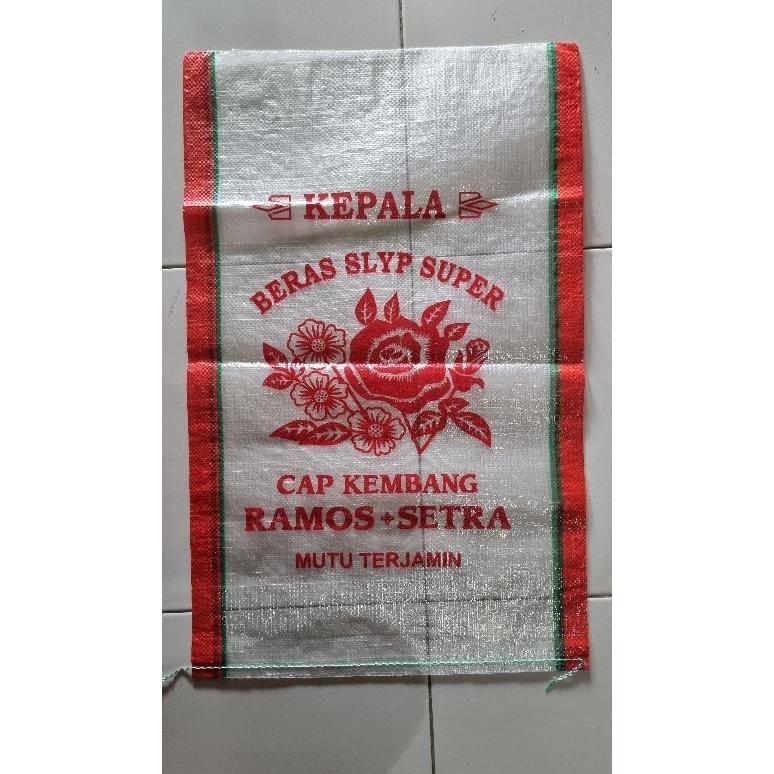 KEPALA
BERAS SLYP SUPER
CAP KEMBANG
RAMOS SETRA
MUTU TERJAMIN